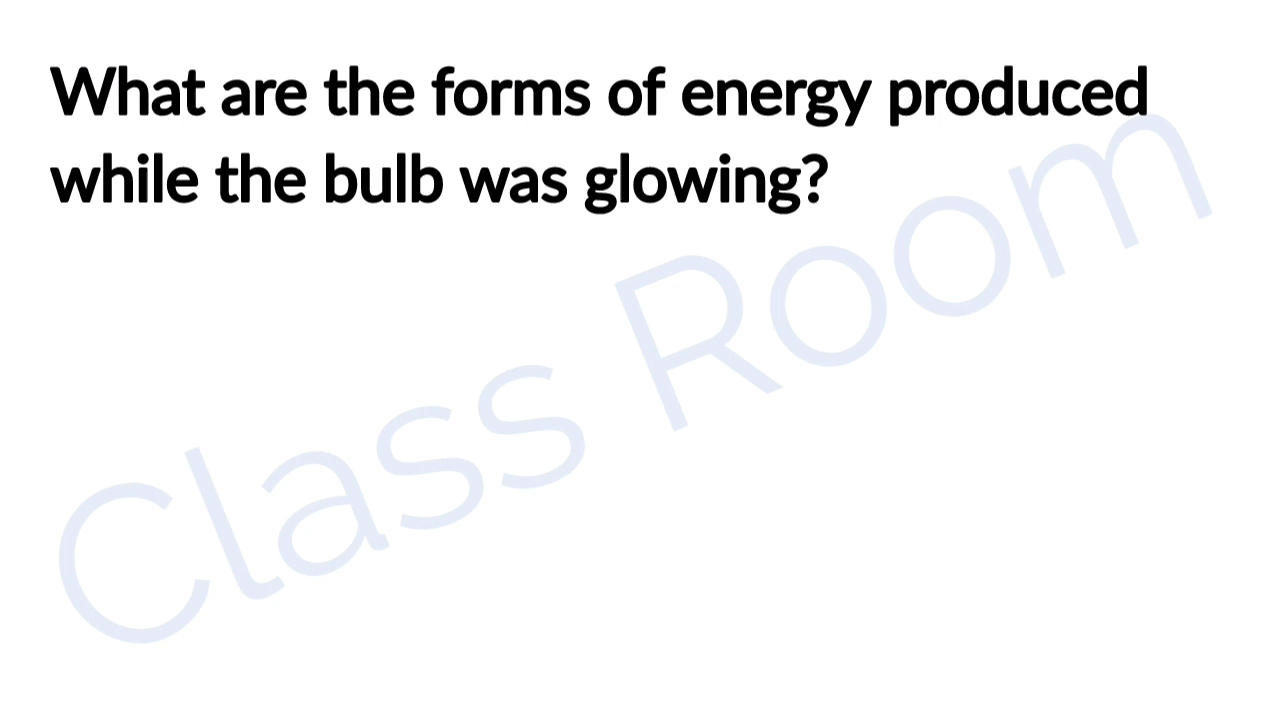 What are the forms of energy produced
while the bulb was glowing?
Class Room